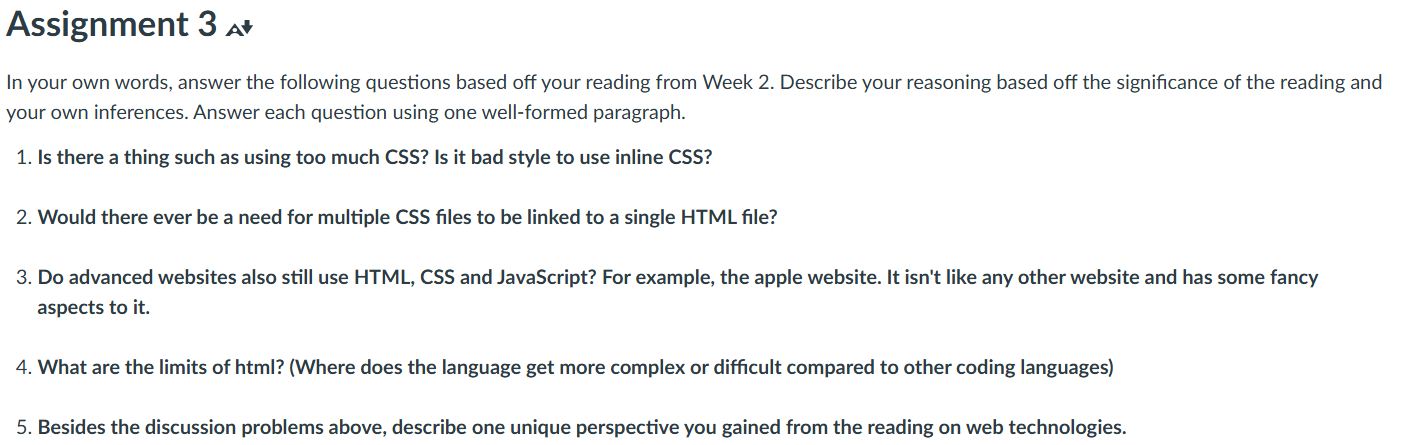 Assignment 3
In your own words, answer the following questions based off your reading from Week 2. Describe your reasoning based off the significance of the reading and
your own inferences. Answer each question using one well-formed paragraph.
1. Is there a thing such as using too much CSS? Is it bad style to use inline CSS?
2. Would there ever be a need for multiple CSS files to be linked to a single HTML file?
3. Do advanced websites also still use HTML, CSS and JavaScript? For example, the apple website. It isn't like any other website and has some fancy
aspects to it.
4. What are the limits of html? (Where does the language get more complex or difficult compared to other coding languages)
5. Besides the discussion problems above, describe one unique perspective you gained from the reading on web technologies.